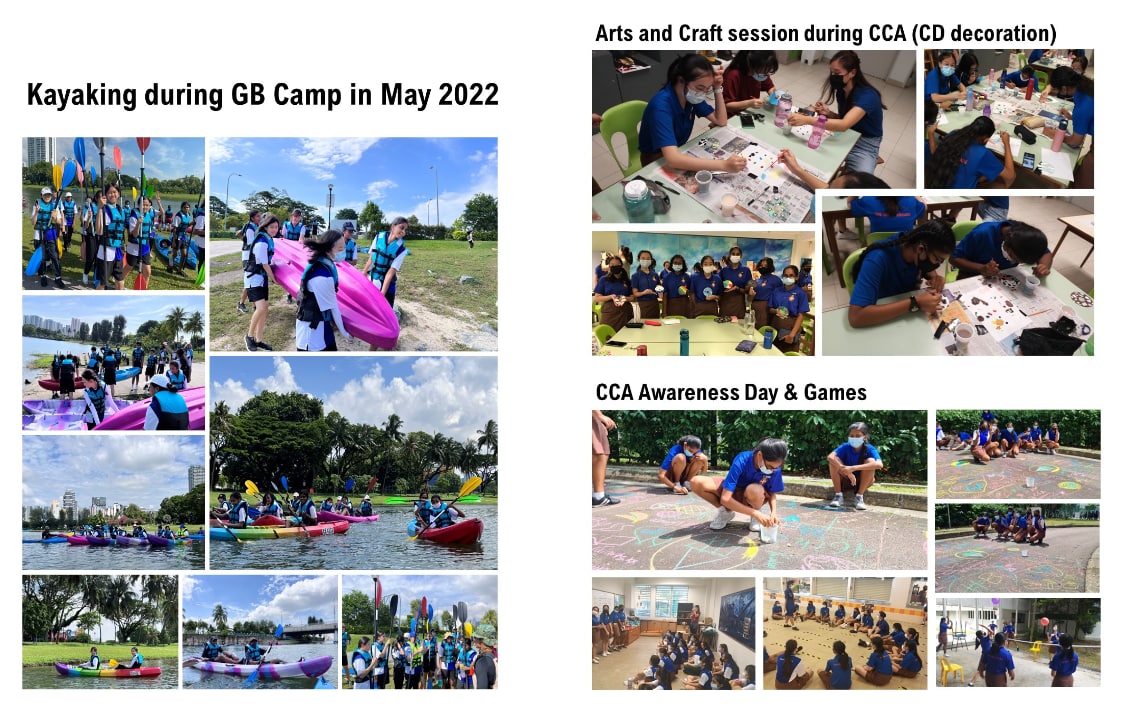 Kayaking during GB Camp in May 2022
Arts and Craft session during CCA (CD decoration)
CCA Awareness Day & Games